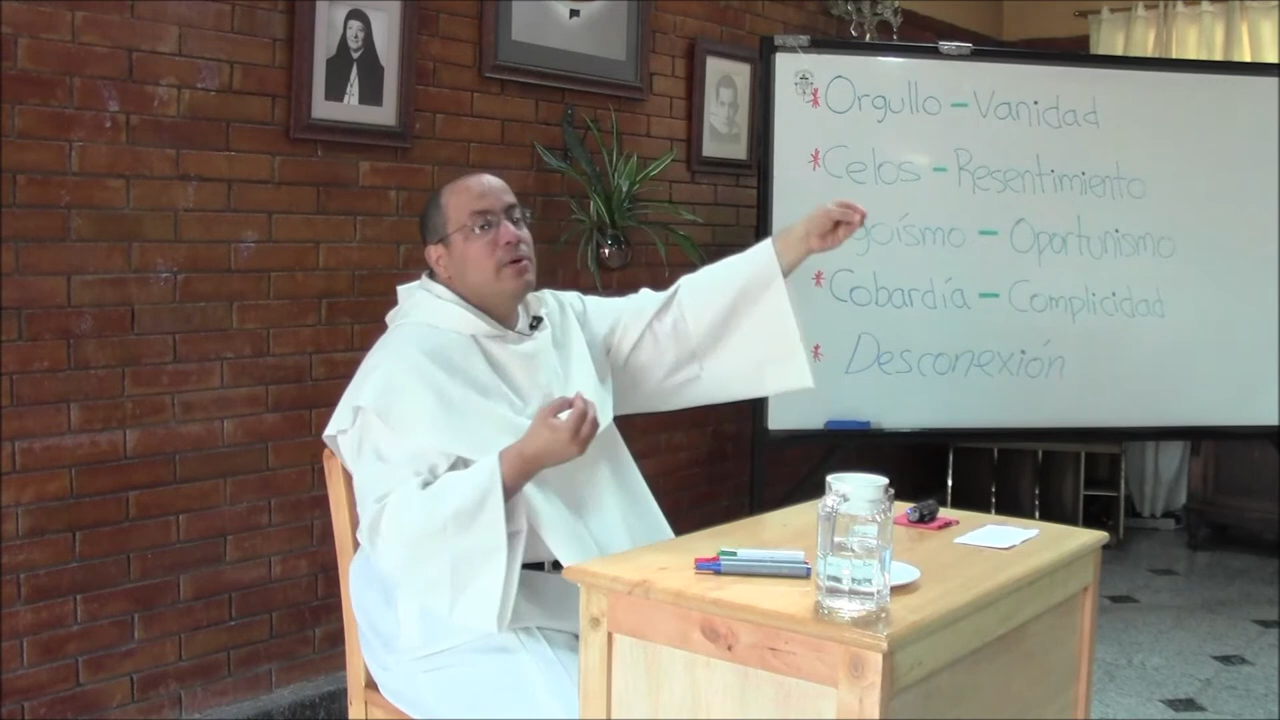 * Orgullo - Vanidad
* Celos - Resentimiento
goísmo - Oportunismo
* Cobardía - Complicidad
* Desconexión